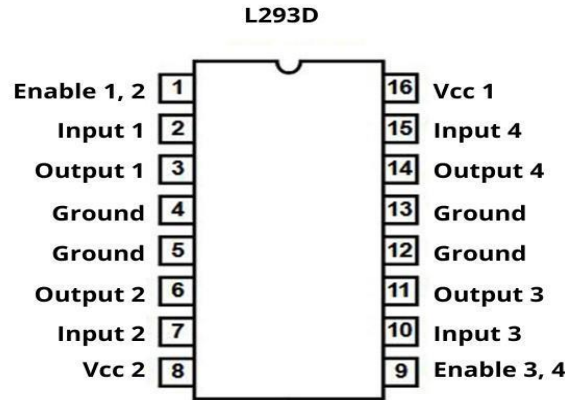 L293D
Enable 1, 2 1 16 Vcc 1
Input 1 2 15 Input 4
Output 1 3 14 Output 4
Ground 4 13 Ground
Ground 5 12 Ground
Output 2 6 11 Output 3
Input 2 7 10 Input 3
Vcc 2 8 9 Enable 3, 4